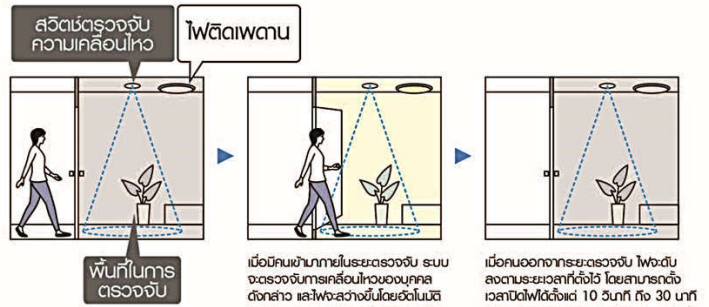 สวิตช์ตรวจจับ
ความเคลื่อนไหว
ไฟติดเพดาน
พื้นที่ในการ
ตรวจจับ
เมื่อมีคนเข้ามาภายในระยะตรวจจับ ระบบ
จะตรวจจับการเคลื่อนไหวของบุคคล
ดังกล่าว และไฟจะสว่างขึ้นโดยอัตโนมัติ
เมื่อคนออกจากระยะตรวจจับ ไฟจะดับ
ลงตามระยะเวลาที่ตั้งไว้ โดยสามารถตั้ง
เวลาปิดไฟได้ตั้งแต่ 10 วินาที ถึง 30 นาที